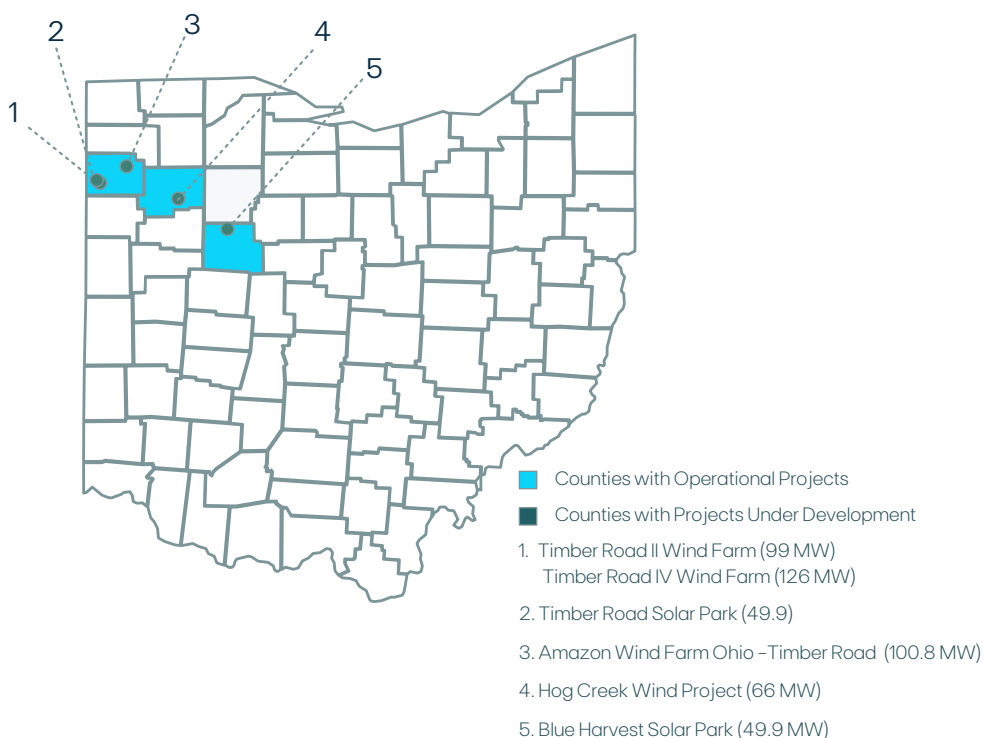 2
3
4
5
1
Counties with Operational Projects
Counties with Projects Under Development
1. Timber Road II Wind Farm (99 MW)
Timber Road IV Wind Farm (126 MW)
2. Timber Road Solar Park (49.9)
3. Amazon Wind Farm Ohio –Timber Road (100.8 MW)
4. Hog Creek Wind Project (66 MW)
5. Blue Harvest Solar Park (49.9 MW)